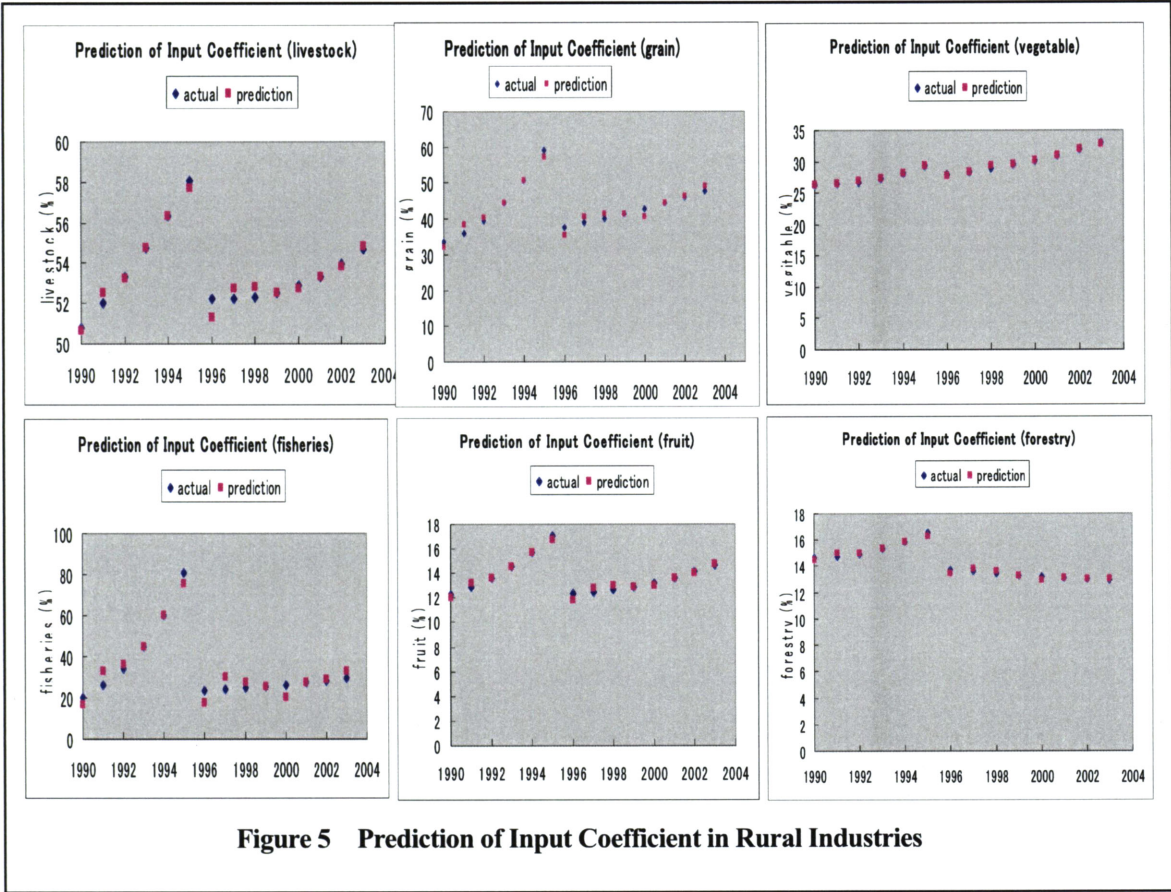 Prediction of Input Coefficient (livestock)
actual prediction
livestock (%)
60
58
56
54
52
50
1990 1992 1994 1996 1998 2000 2002 2004
Prediction of Input Coefficient (grain)
actual prediction
grain (%)
70
60
50
40
30
20
10
0
1990 1992 1994 1996 1998 2000 2002 2004
Prediction of Input Coefficient (vegetable)
actual prediction
vegitable (%)
35
30
25
20
15
10
5
0
1990 1992 1994 1996 1998 2000 2002 2004
Prediction of Input Coefficient (fisheries)
actual prediction
fisheries (%)
100
80
60
40
20
0
1990 1992 1994 1996 1998 2000 2002 2004
Prediction of Input Coefficient (fruit)
actual prediction
fruit (%)
18
16
14
12
10
8
6
4
2
0
1990 1992 1994 1996 1998 2000 2002 2004
Prediction of Input Coefficient (forestry)
actual prediction
forestry (%)
18
16
14
12
10
8
6
4
2
0
1990 1992 1994 1996 1998 2000 2002 2004
Figure 5 Prediction of Input Coefficient in Rural Industries